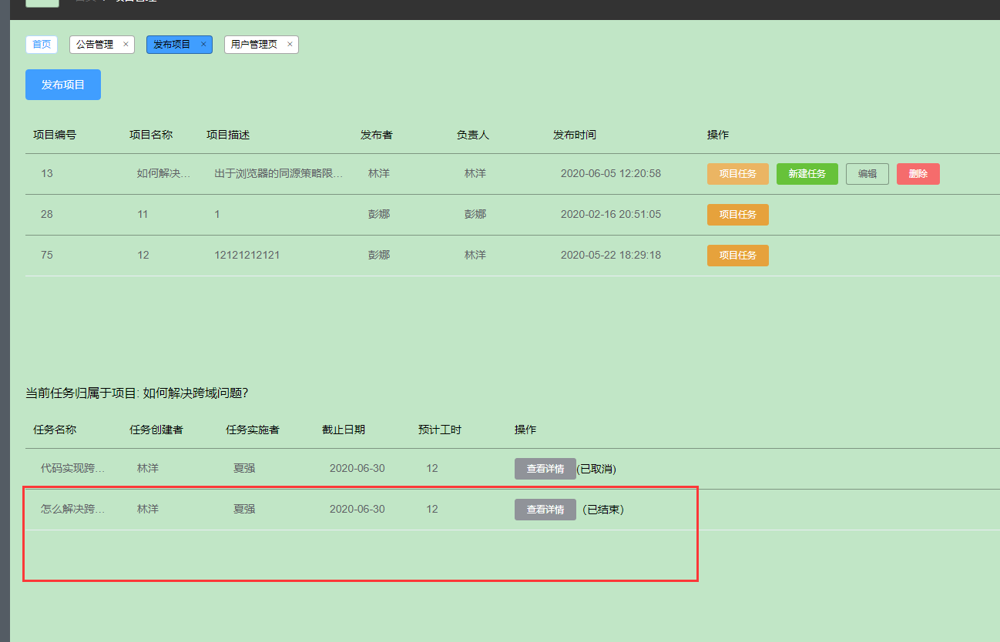 首页 公告管理 × 发布项目 × 用户管理页 ×
发布项目
项目编号 项目名称 项目描述 发布者 负责人 发布时间 操作
13 如何解决... 出于浏览器的同源策略限... 林洋 林洋 2020-06-05 12:20:58 项目任务 新建任务 编辑 删除
28 11 1 彭娜 彭娜 2020-02-16 20:51:05 项目任务
75 12 12121212121 彭娜 林洋 2020-05-22 18:29:18 项目任务
当前任务归属于项目: 如何解决跨域问题?
任务名称 任务创建者 任务实施者 截止日期 预计工时 操作
代码实现跨... 林洋 夏强 2020-06-30 12 查看详情 (已取消)
怎么解决跨... 林洋 夏强 2020-06-30 12 查看详情 (已结束)